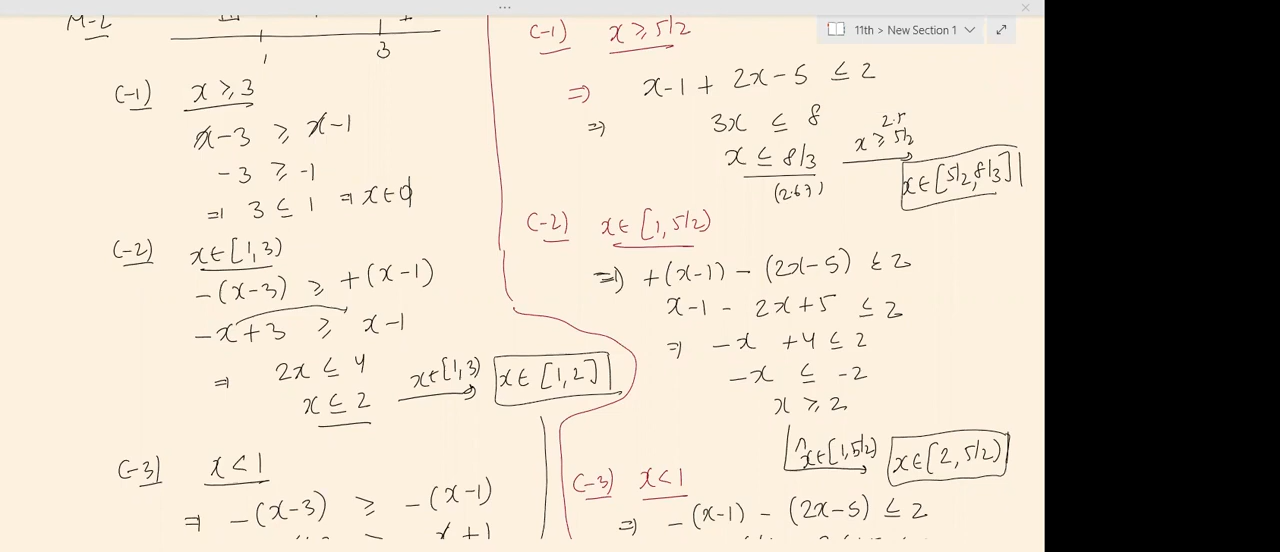 M-2
1 3
C-1) x ≥ 3
x-3 ≥ x-1
-3 ≥ -1
⇒ 3 ≤ 1 ⇒ x ∈ ϕ
C-2) x ∈ [1,3)
-(x-3) ≥ +(x-1)
-x+3 ≥ x-1
⇒ 2x ≤ 4
x ≤ 2 x∈[1,3) x ∈ [1,2]
C-3) x < 1
⇒ -(x-3) ≥ -(x-1)
C-1) x ≥ 5/2
11th > New Section 1
⇒ x-1 + 2x-5 ≤ 2
⇒ 3x ≤ 8
x ≤ 8/3 x ≥ 5/2 2.5 x ∈ [5/2, 8/3]
(2.67)
C-2) x ∈ [1, 5/2)
⇒ +(x-1) - (2x-5) ≤ 2
x-1 - 2x+5 ≤ 2
⇒ -x +4 ≤ 2
-x ≤ -2
x ≥ 2
x∈[1,5/2) x ∈ [2, 5/2)
C-3) x < 1
⇒ -(x-1) - (2x-5) ≤ 2